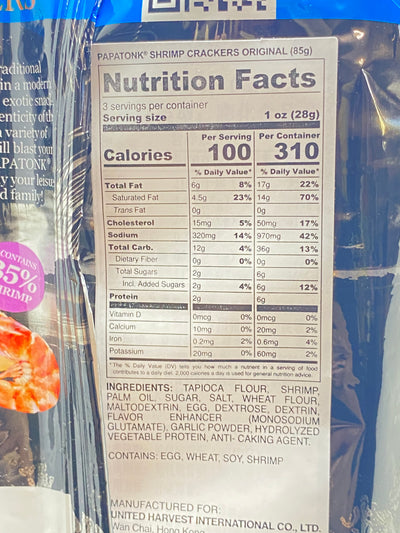 ERS
raditional
in a modern
exotic snac
enticity of th
a variety of
ill blast your
PAPATONK®
y your leisu
d family!
CONTAINS
35%
SHRIMP
PAPATONK® SHRIMP CRACKERS ORIGINAL (85g)
Nutrition Facts
3 servings per container
Serving size 1 oz (28g)
Per Serving Per Container
Calories 100 310
% Daily Value* % Daily Value*
Total Fat 6g 8% 17g 22%
Saturated Fat 4.5g 23% 14g 70%
Trans Fat 0g 0g
Cholesterol 15mg 5% 50mg 17%
Sodium 320mg 14% 970mg 42%
Total Carb. 12g 4% 36g 13%
Dietary Fiber 0g 0% 0g 0%
Total Sugars 2g 6g
Incl. Added Sugars 2g 4% 6g 12%
Protein 2g 6g
Vitamin D 0mcg 0% 0mcg 0%
Calcium 10mg 0% 20mg 2%
Iron 0.2mg 2% 0.6mg 4%
Potassium 20mg 0% 60mg 2%
*The % Daily Value (DV) tells you how much a nutrient in a serving of food
contributes to a daily diet. 2,000 calories a day is used for general nutrition advice.
INGREDIENTS: TAPIOCA FLOUR, SHRIMP,
PALM OIL, SUGAR, SALT, WHEAT FLOUR,
MALTODEXTRIN, EGG, DEXTROSE, DEXTRIN,
FLAVOR ENHANCER (MONOSODIUM
GLUTAMATE), GARLIC POWDER, HYDROLYZED
VEGETABLE PROTEIN, ANTI- CAKING AGENT.
CONTAINS: EGG, WHEAT, SOY, SHRIMP
MANUFACTURED FOR:
UNITED HARVEST INTERNATIONAL CO., LTD.
Wan Chai, Hong Kong